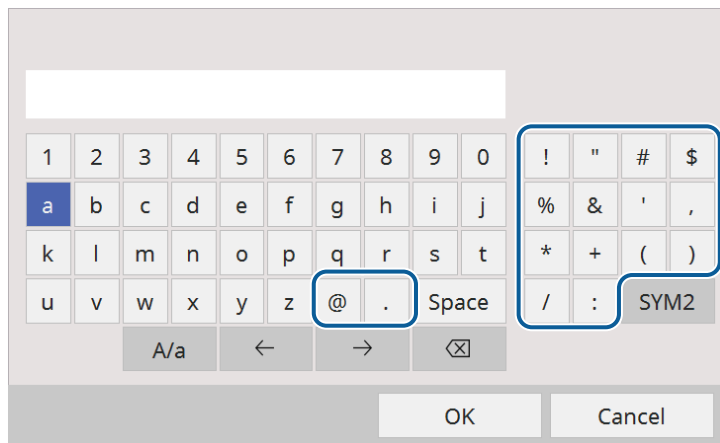 1 2 3 4 5 6 7 8 9 0 ! " # $
a b c d e f g h i j % & ' ,
k l m n o p q r s t * + ( )
u v w x y z @ . Space / : SYM2
A/a ← → ⌫
OK Cancel